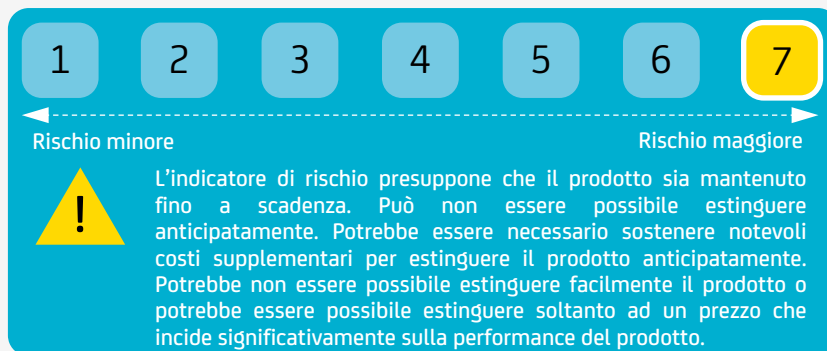 1 2 3 4 5 6 7
Rischio minore Rischio maggiore
!
L'indicatore di rischio presuppone che il prodotto sia mantenuto
fino a scadenza. Può non essere possibile estinguere
anticipatamente. Potrebbe essere necessario sostenere notevoli
costi supplementari per estinguere il prodotto anticipatamente.
Potrebbe non essere possibile estinguere facilmente il prodotto o
potrebbe essere possibile estinguere soltanto ad un prezzo che
incide significativamente sulla performance del prodotto.